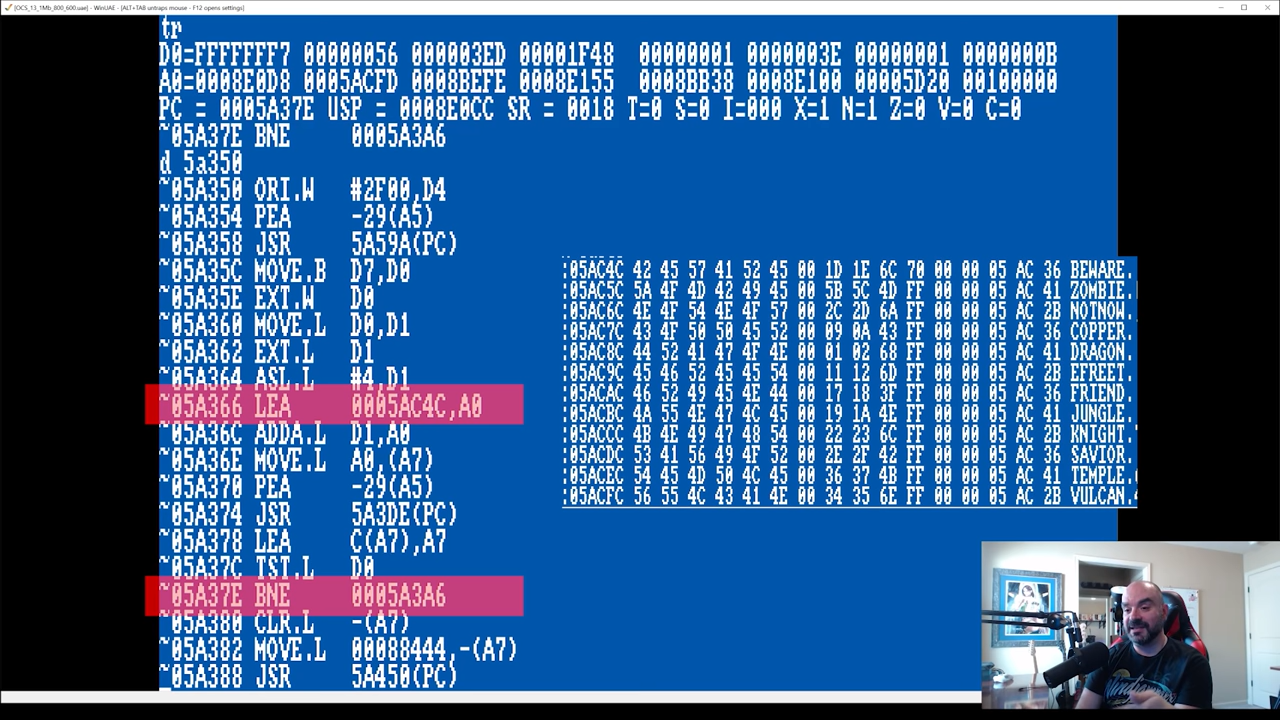 [OCS_13_1Mb_800_600.uae] - WinUAE - [ALT+TAB untraps mouse - F12 opens settings]
tr
D0=FFFFFFF7 00000056 000003ED 00001F48 00000001 0000003E 00000001 0000000B
A0=0008E0D8 0005ACFD 0008BEFE 0008E155 0008BB38 0008E100 00005D20 00100000
PC = 0005A37E USP = 0008E0CC SR = 0018 T=0 S=0 I=000 X=1 N=1 Z=0 V=0 C=0
~05A37E BNE 0005A3A6
d 5a350
~05A350 ORI.W #2F00,D4
~05A354 PEA -29(A5)
~05A358 JSR 5A59A(PC)
~05A35C MOVE.B D7,D0
~05A35E EXT.W D0
~05A360 MOVE.L D0,D1
~05A362 EXT.L D1
~05A364 ASL.L #4,D1
~05A366 LEA 0005AC4C,A0
~05A36C ADDA.L D1,A0
~05A36E MOVE.L A0,(A7)
~05A370 PEA -29(A5)
~05A374 JSR 5A3DE(PC)
~05A378 LEA C(A7),A7
~05A37C TST.L D0
~05A37E BNE 0005A3A6
~05A380 CLR.L -(A7)
~05A382 MOVE.L 00088444,-(A7)
~05A388 JSR 5A450(PC)
:05AC4C 42 45 57 41 52 45 00 1D 1E 6C 70 00 00 05 AC 36 BEWARE.
:05AC5C 5A 4F 4D 42 49 45 00 5B 5C 4D FF 00 00 05 AC 41 ZOMBIE.
:05AC6C 4E 4F 54 4E 4F 57 00 2C 2D 6A FF 00 00 05 AC 2B NOTNOW.
:05AC7C 43 4F 50 50 45 52 00 09 0A 43 FF 00 00 05 AC 36 COPPER.
:05AC8C 44 52 41 47 4F 4E 00 01 02 68 FF 00 00 05 AC 41 DRAGON.
:05AC9C 45 46 52 45 45 54 00 11 12 6D FF 00 00 05 AC 2B EFREET.
:05ACAC 46 52 49 45 4E 44 00 17 18 3F FF 00 00 05 AC 36 FRIEND.
:05ACBC 4A 55 4E 47 4C 45 00 19 1A 4E FF 00 00 05 AC 41 JUNGLE.
:05ACCC 4B 4E 49 47 48 54 00 22 23 6C FF 00 00 05 AC 2B KNIGHT.
:05ACDC 53 41 56 49 4F 52 00 2E 2F 42 FF 00 00 05 AC 36 SAVIOR.
:05ACEC 54 45 4D 50 4C 45 00 36 37 4B FF 00 00 05 AC 41 TEMPLE.
:05ACFC 56 55 4C 43 41 4E 00 34 35 6E FF 00 00 05 AC 2B VULCAN.